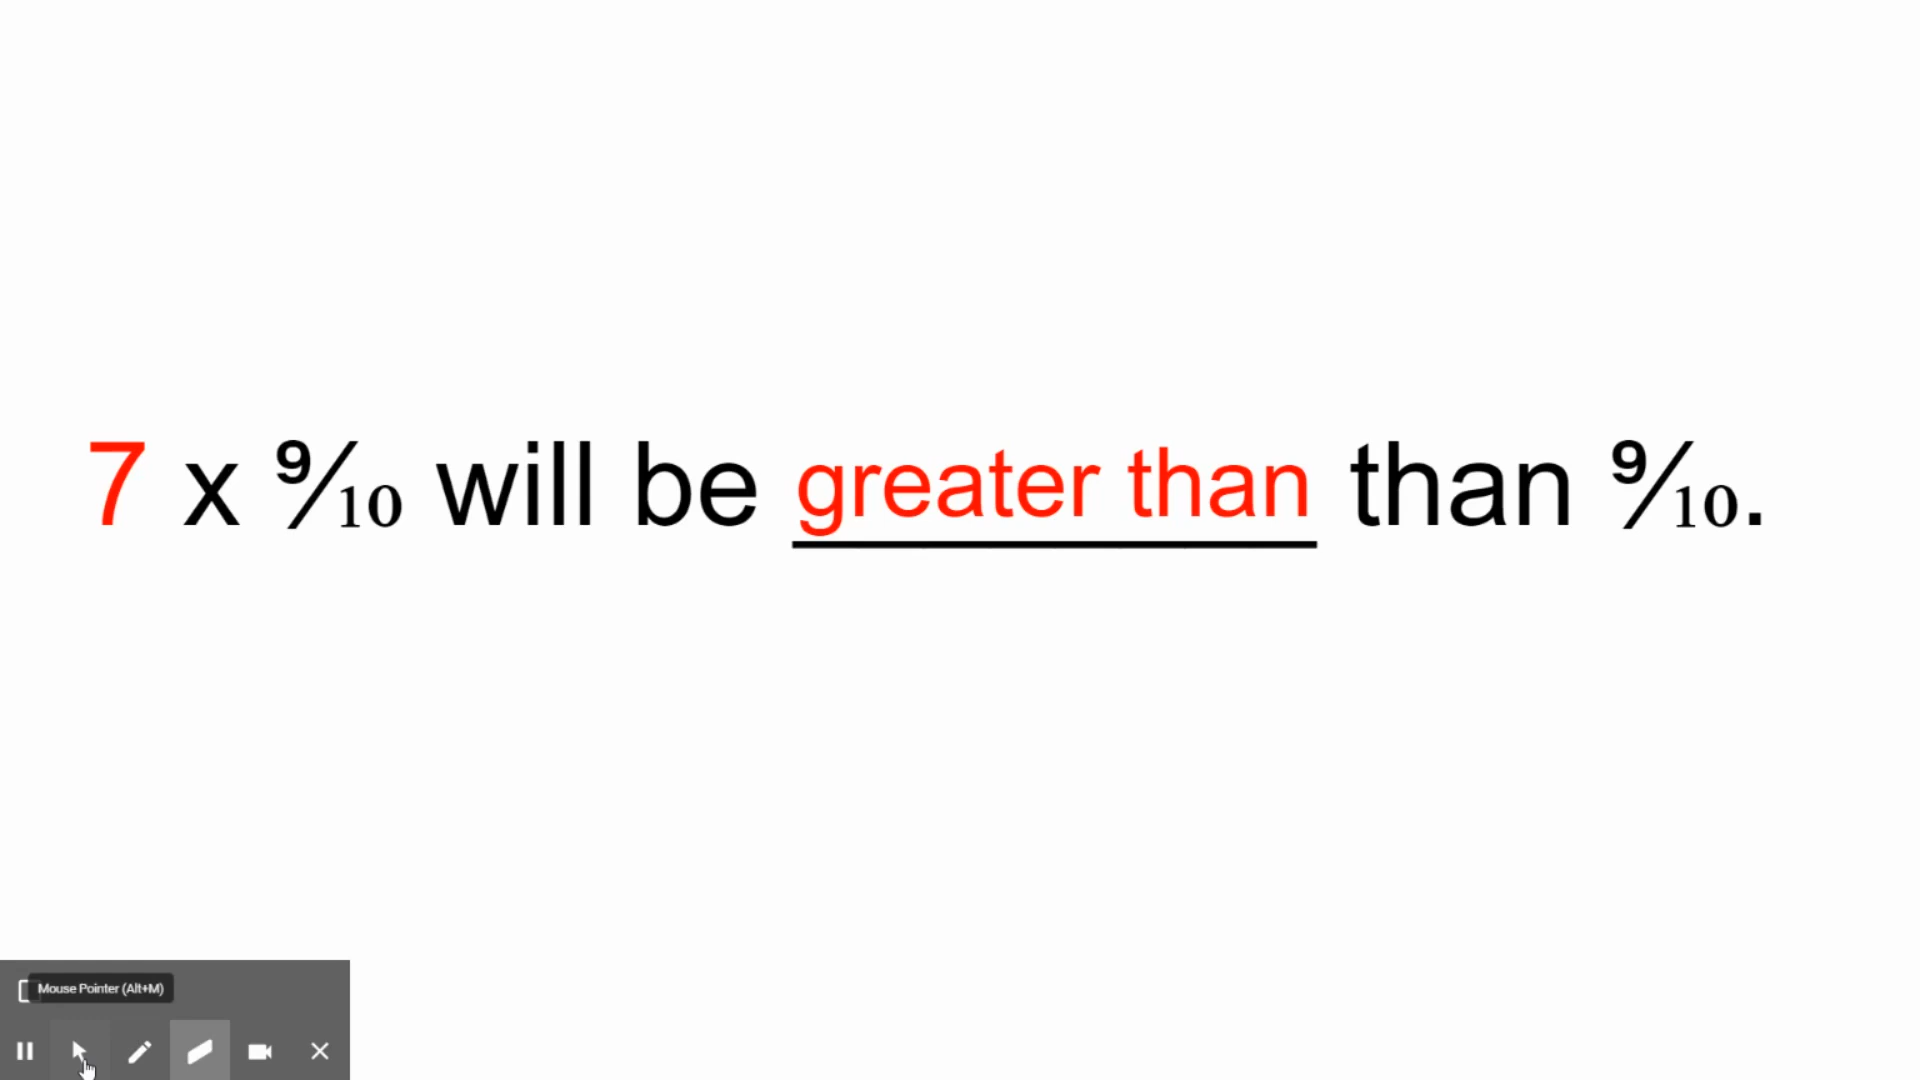 7 x ⁹⁄₁₀ will be greater than than ⁹⁄₁₀.
Mouse Pointer (Alt+M)